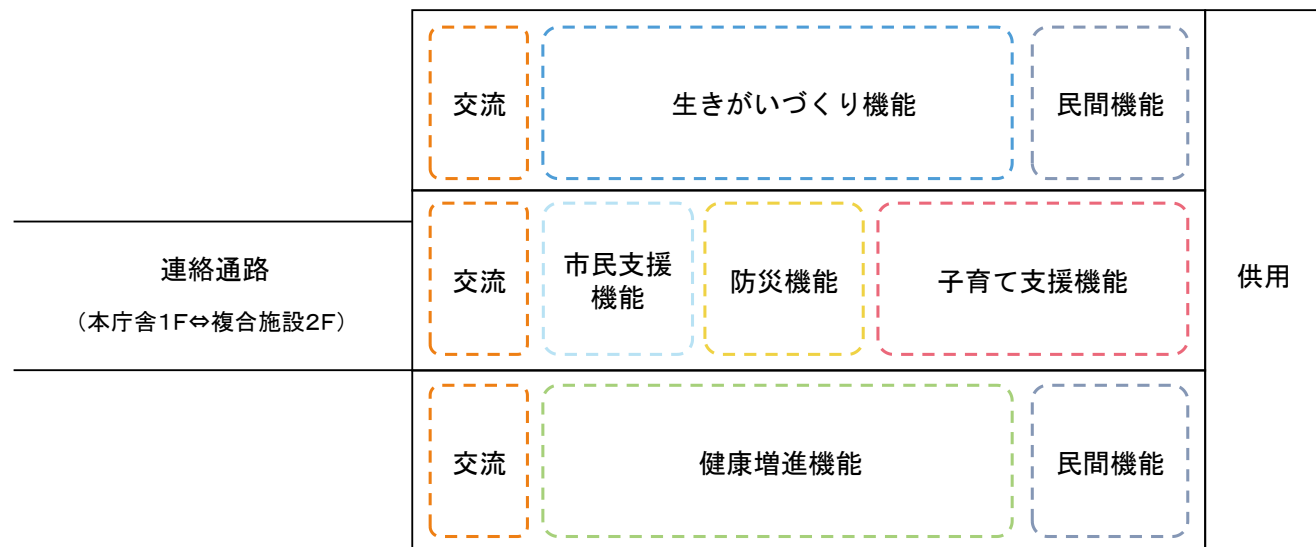 交流
生きがいづくり機能
民間機能
連絡通路
（本庁舎1F⇔複合施設2F）
交流
市民支援
機能
防災機能
子育て支援機能
供用
交流
健康増進機能
民間機能